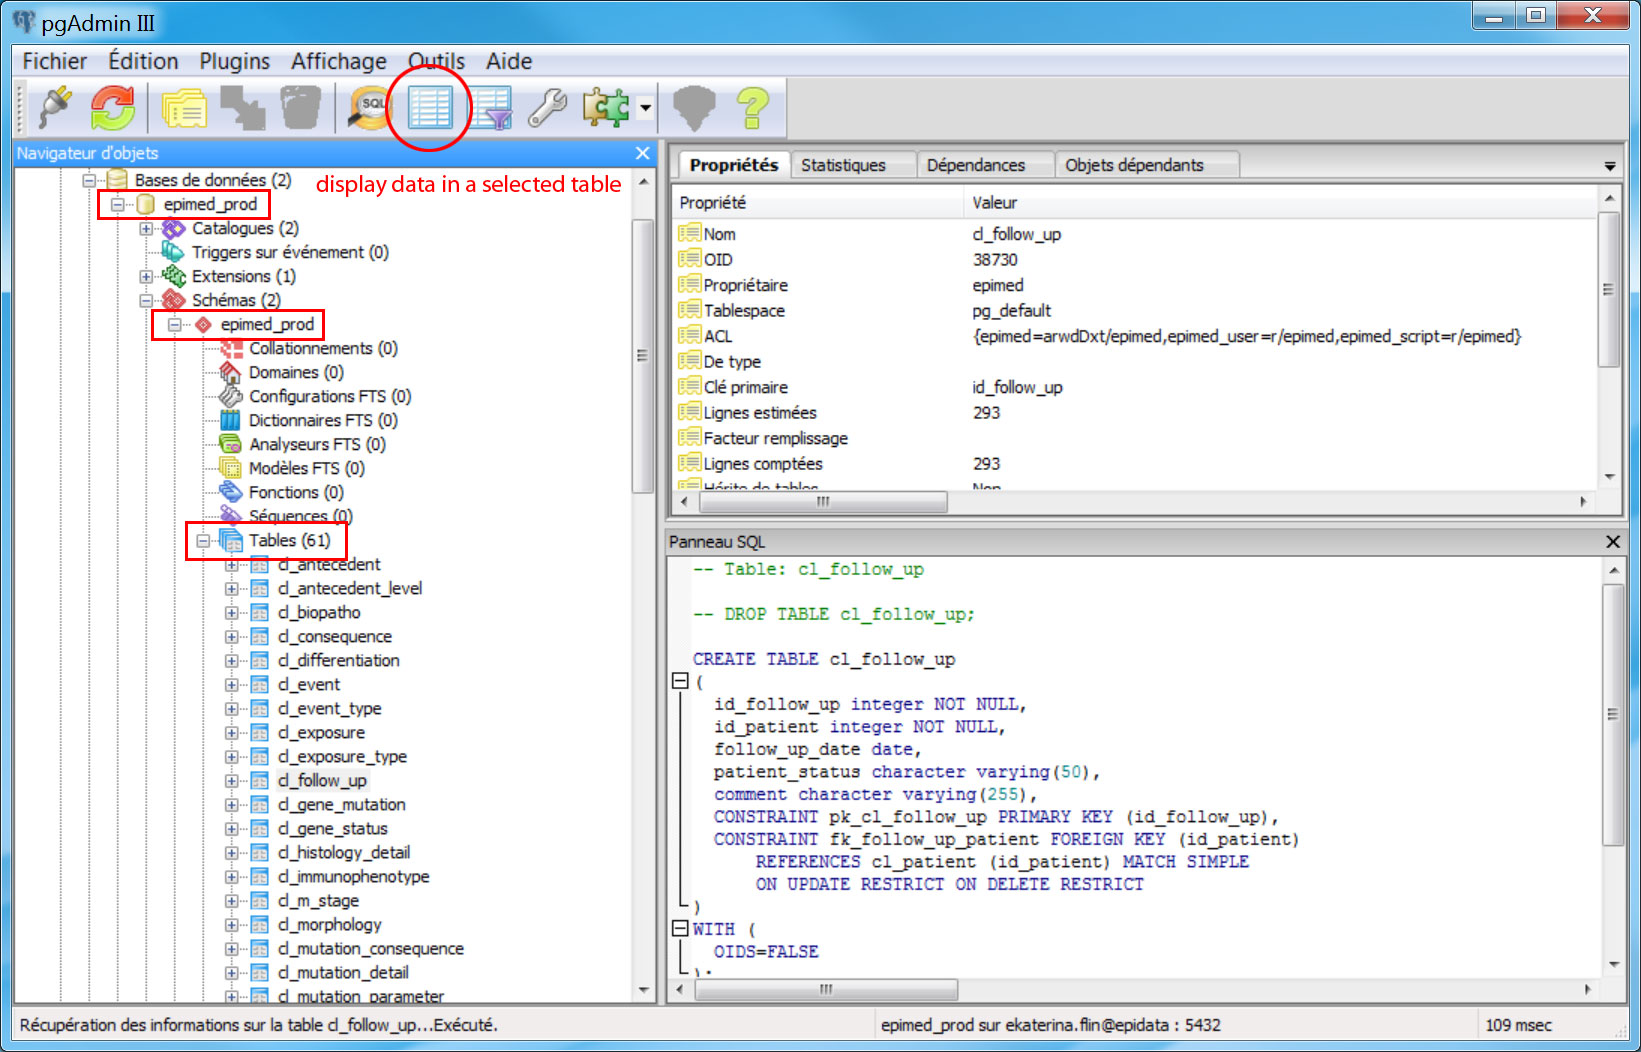 pgAdmin III
Fichier Édition Plugins Affichage Outils Aide
SQL
Navigateur d'objets
Bases de données (2)
display data in a selected table
epimed_prod
Catalogues (2)
Triggers sur événement (0)
Extensions (1)
Schémas (2)
epimed_prod
Collationnements (0)
Domaines (0)
Configurations FTS (0)
Dictionnaires FTS (0)
Analyseurs FTS (0)
Modèles FTS (0)
Fonctions (0)
Séquences (0)
Tables (61)
cl_antecedent
cl_antecedent_level
cl_biopatho
cl_consequence
cl_differentiation
cl_event
cl_event_type
cl_exposure
cl_exposure_type
cl_follow_up
cl_gene_mutation
cl_gene_status
cl_histology_detail
cl_immunophenotype
cl_m_stage
cl_morphology
cl_mutation_consequence
cl_mutation_detail
cl_mutation_parameter
Propriétés Statistiques Dépendances Objets dépendants
Propriété Valeur
Nom cl_follow_up
OID 38730
Propriétaire epimed
Tablespace pg_default
ACL {epimed=arwdDxt/epimed,epimed_user=r/epimed,epimed_script=r/epimed}
De type
Clé primaire id_follow_up
Lignes estimées 293
Facteur remplissage
Lignes comptées 293
Hérite de tables Non
Panneau SQL
-- Table: cl_follow_up
-- DROP TABLE cl_follow_up;
CREATE TABLE cl_follow_up
(
id_follow_up integer NOT NULL,
id_patient integer NOT NULL,
follow_up_date date,
patient_status character varying(50),
comment character varying(255),
CONSTRAINT pk_cl_follow_up PRIMARY KEY (id_follow_up),
CONSTRAINT fk_follow_up_patient FOREIGN KEY (id_patient)
REFERENCES cl_patient (id_patient) MATCH SIMPLE
ON UPDATE RESTRICT ON DELETE RESTRICT
)
WITH (
OIDS=FALSE
);
Récupération des informations sur la table cl_follow_up...Exécuté.
epimed_prod sur ekaterina.flin@epidata : 5432
109 msec